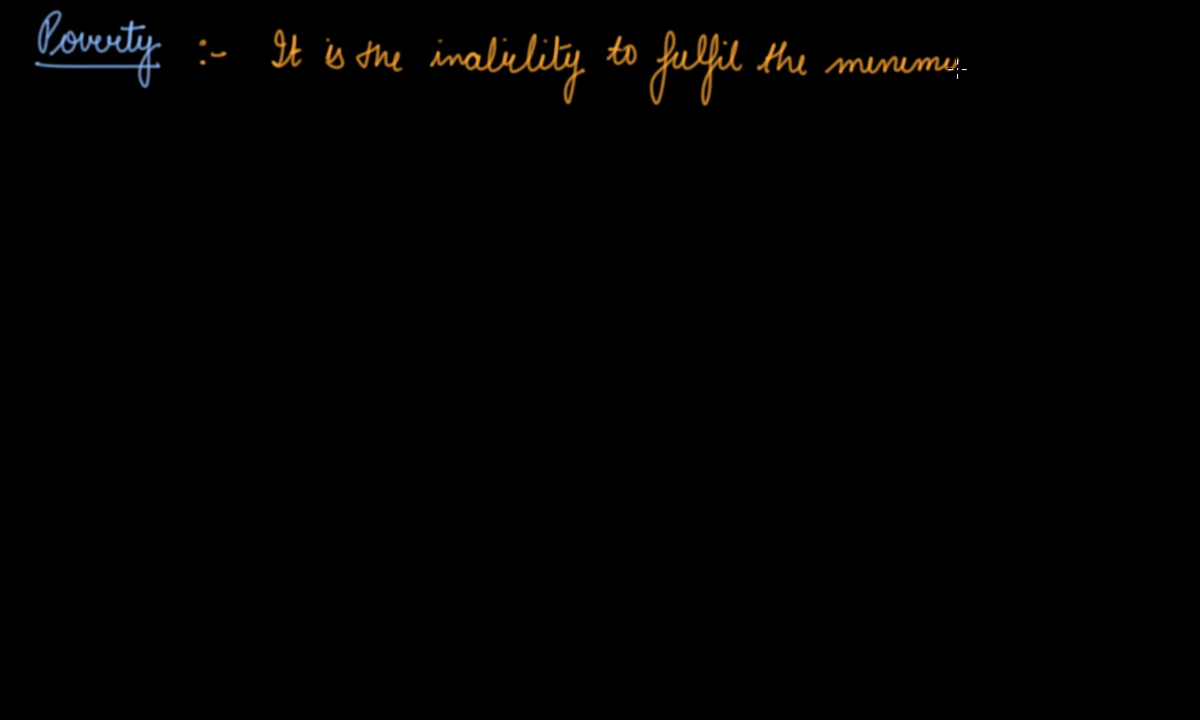 Poverty :- It is the inability to fulfil the minimu